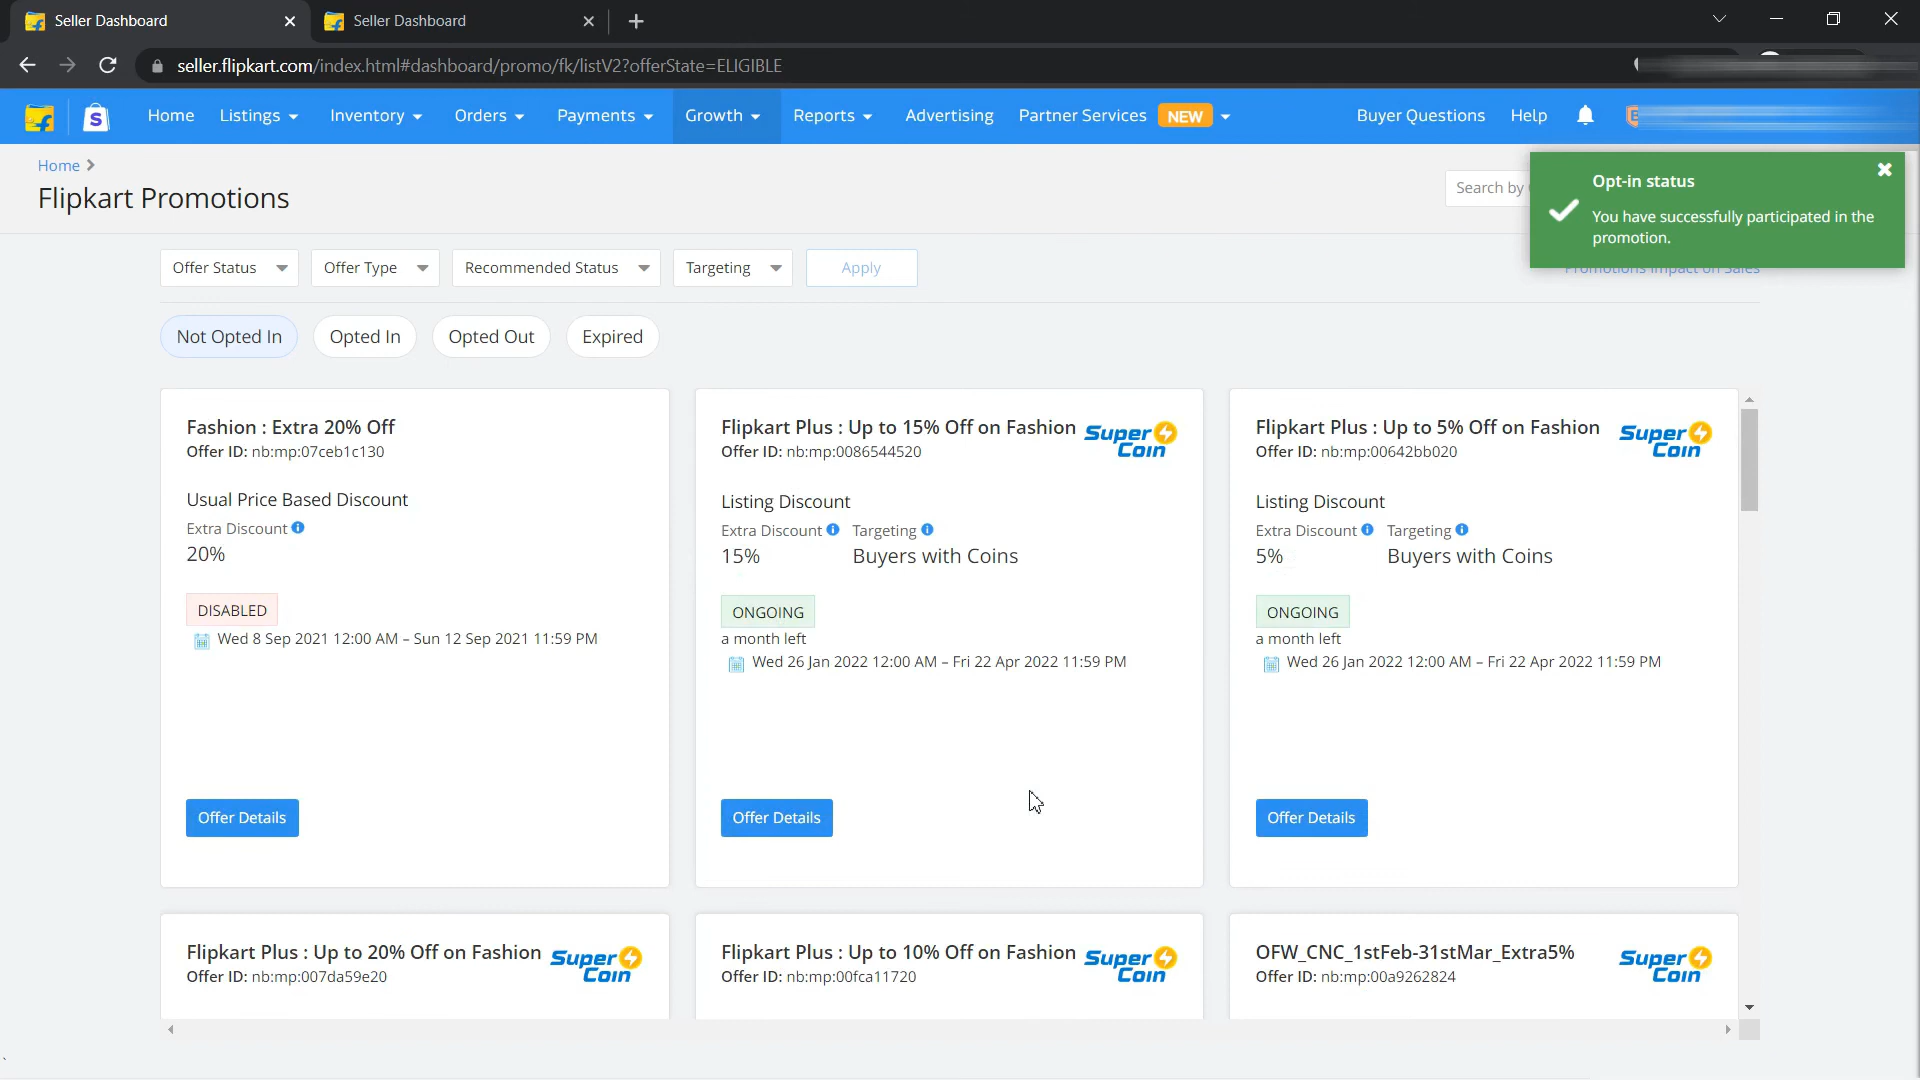 Seller Dashboard
Seller Dashboard
seller.flipkart.com/index.html#dashboard/promo/fk/listV2?offerState=ELIGIBLE
S Home Listings Inventory Orders Payments Growth Reports Advertising Partner Services NEW Buyer Questions Help
Home
Flipkart Promotions
Search by
Opt-in status
You have successfully participated in the
promotion.
Offer Status Offer Type Recommended Status Targeting Apply
Promotions Impact on Sales
Not Opted In Opted In Opted Out Expired
Fashion : Extra 20% Off
Offer ID: nb:mp:07ceb1c130
Usual Price Based Discount
Extra Discount
20%
DISABLED
Wed 8 Sep 2021 12:00 AM – Sun 12 Sep 2021 11:59 PM
Offer Details
Flipkart Plus : Up to 15% Off on Fashion
Super Coin
Offer ID: nb:mp:0086544520
Listing Discount
Extra Discount Targeting
15% Buyers with Coins
ONGOING
a month left
Wed 26 Jan 2022 12:00 AM – Fri 22 Apr 2022 11:59 PM
Offer Details
Flipkart Plus : Up to 5% Off on Fashion
Super Coin
Offer ID: nb:mp:00642bb020
Listing Discount
Extra Discount Targeting
5% Buyers with Coins
ONGOING
a month left
Wed 26 Jan 2022 12:00 AM – Fri 22 Apr 2022 11:59 PM
Offer Details
Flipkart Plus : Up to 20% Off on Fashion
Super Coin
Offer ID: nb:mp:007da59e20
Flipkart Plus : Up to 10% Off on Fashion
Super Coin
Offer ID: nb:mp:00fca11720
OFW_CNC_1stFeb-31stMar_Extra5%
Super Coin
Offer ID: nb:mp:00a9262824